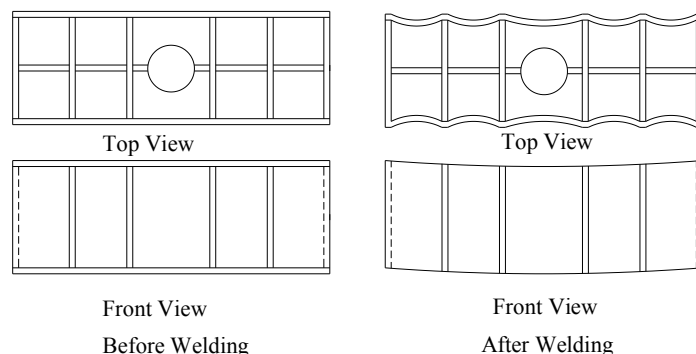 Top View
Top View
Front View
Front View
Before Welding
After Welding